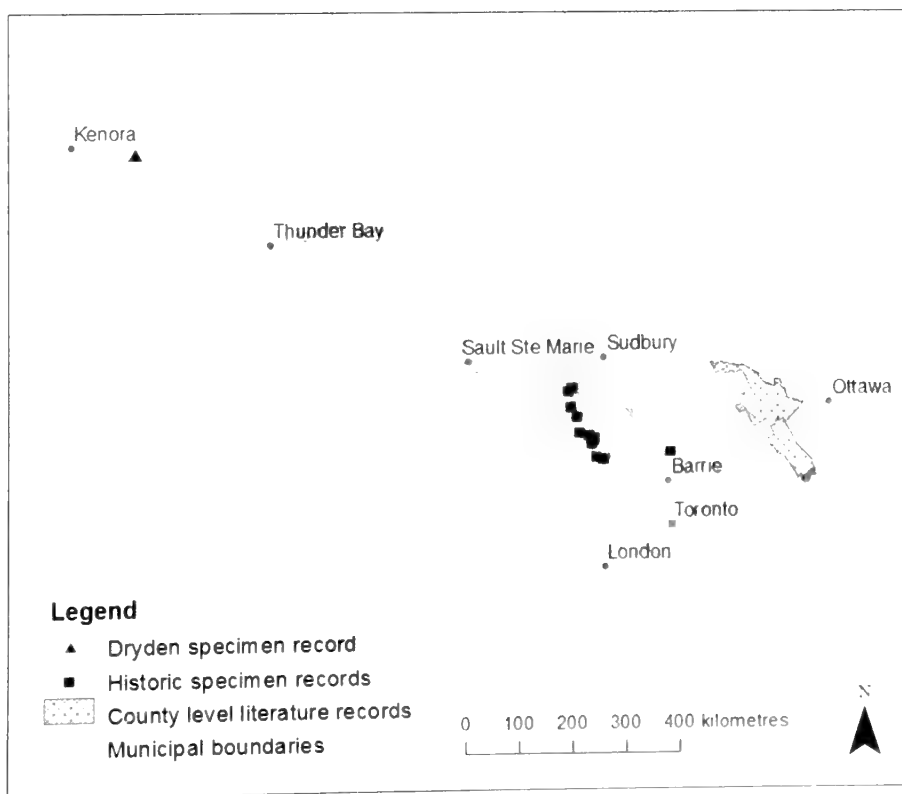 Kenora
Thunder Bay
Sault Ste Marie
Sudbury
Ottawa
Barrie
Toronto
London
Legend
Dryden specimen record
Historic specimen records
County level literature records
Municipal boundaries
0 100 200 300 400 kilometres
N